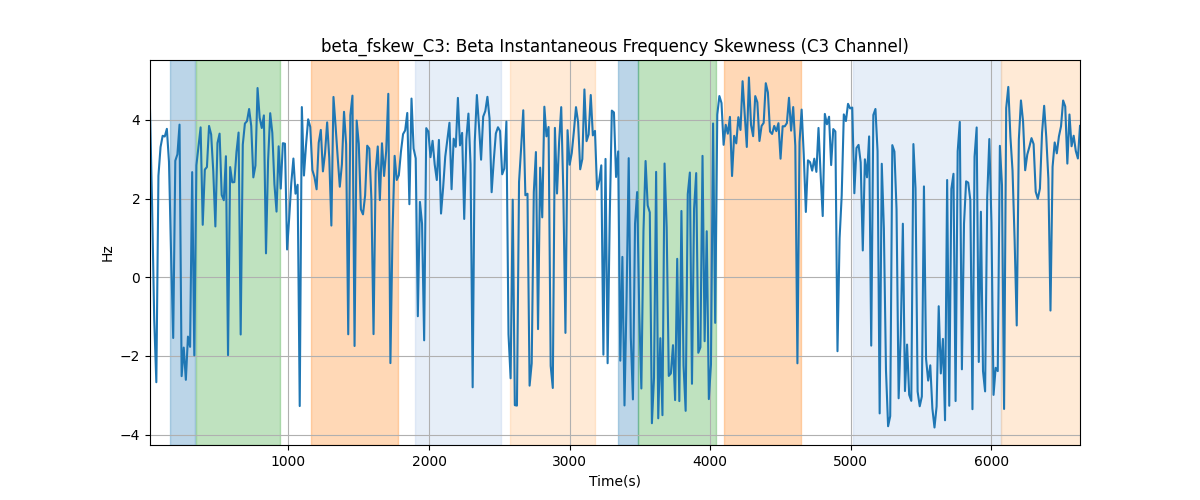 beta_fskew_C3: Beta Instantaneous Frequency Skewness (C3 Channel)
Hz
4
2
0
−2
−4
1000 2000 3000 4000 5000 6000
Time(s)